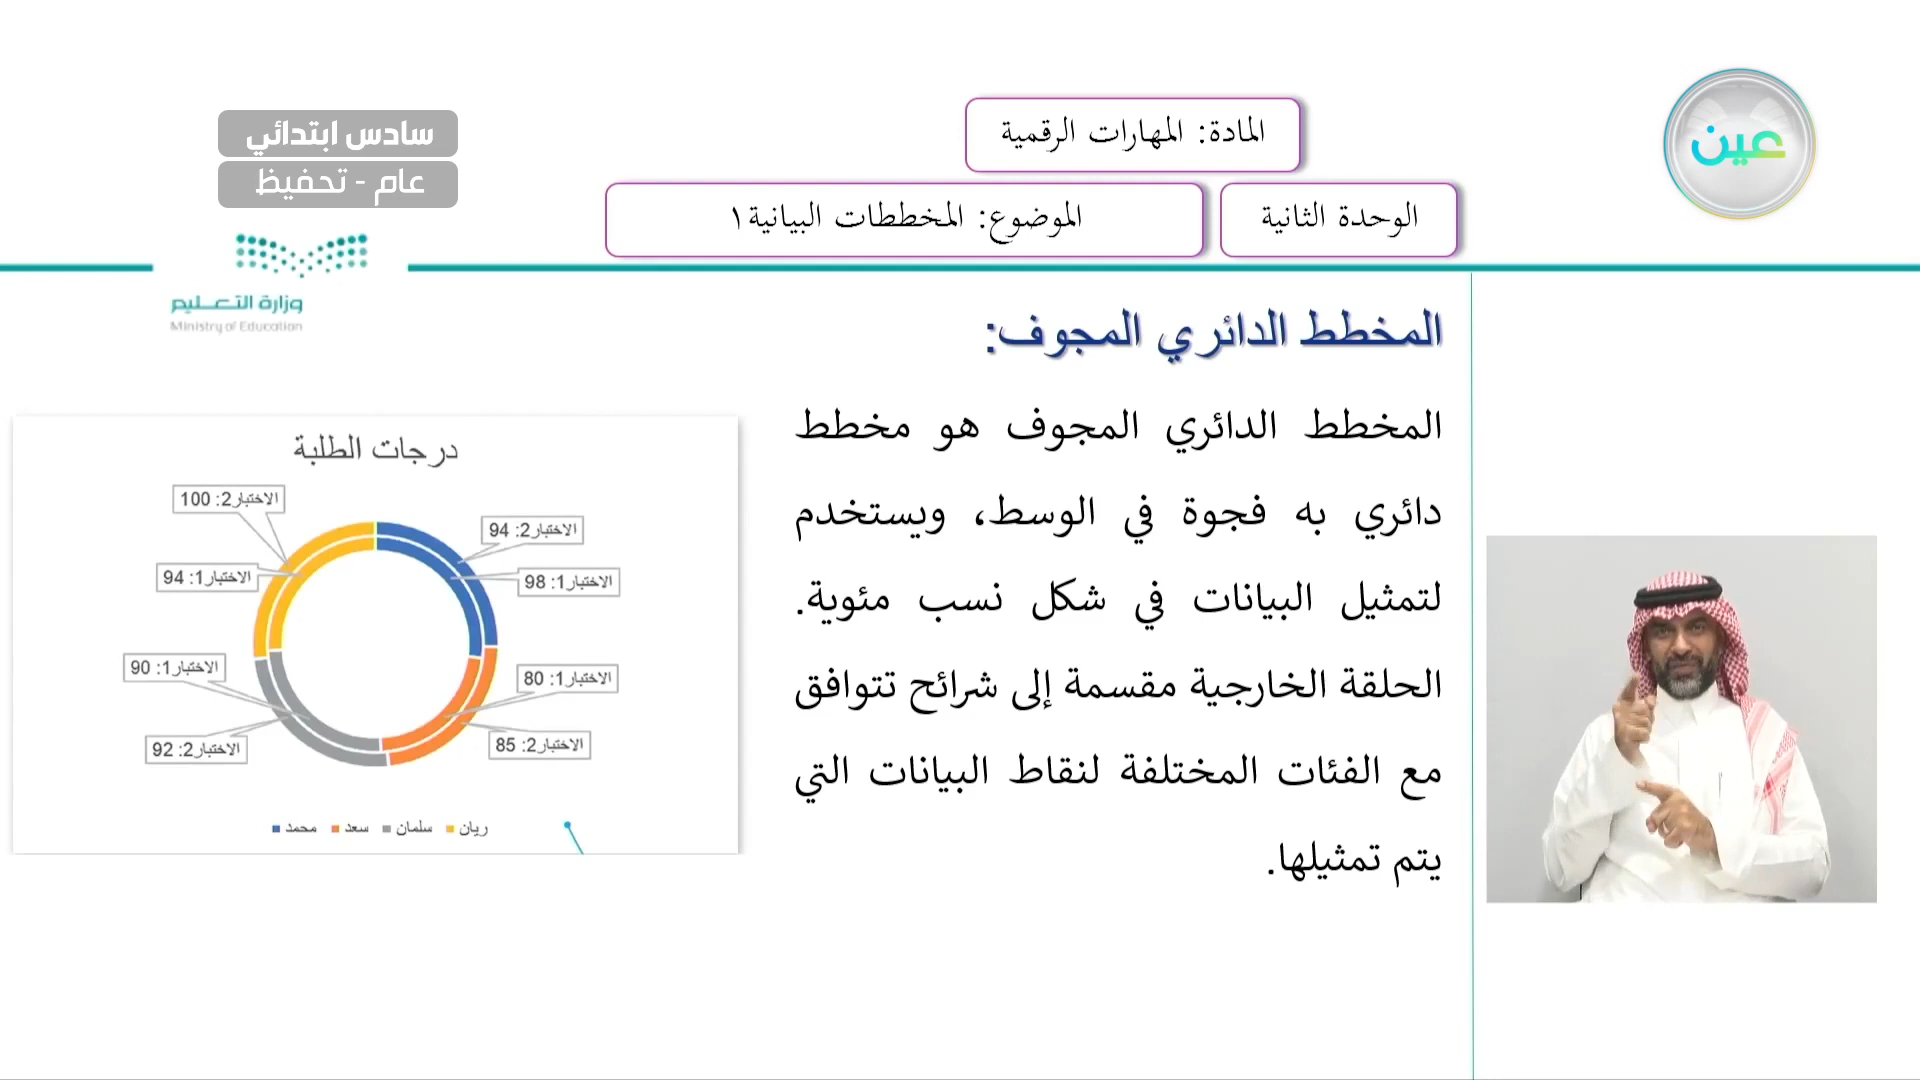 عين
المادة: المهارات الرقمية
سادس ابتدائي
عام - تحفيظ
الوحدة الثانية
الموضوع: المخططات البيانية١
وزارة التعليم
Ministry of Education
المخطط الدائري المجوف:
المخطط الدائري المجوف هو مخطط
دائري به فجوة في الوسط، ويستخدم
لتمثيل البيانات في شكل نسب مئوية.
الحلقة الخارجية مقسمة إلى شرائح تتوافق
مع الفئات المختلفة لنقاط البيانات التي
يتم تمثيلها.
درجات الطلبة
الاختبار2: 94
الاختبار2: 100
الاختبار1: 98
الاختبار1: 94
الاختبار1: 80
الاختبار1: 90
الاختبار2: 85
الاختبار2: 92
ريان سلمان سعد محمد